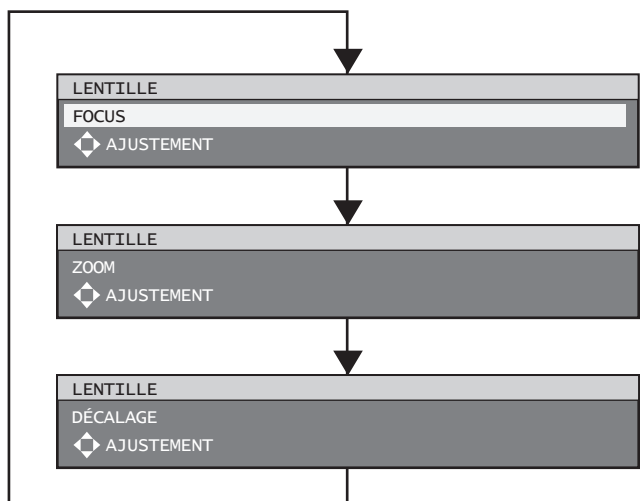 LENTILLE
FOCUS
AJUSTEMENT
LENTILLE
ZOOM
AJUSTEMENT
LENTILLE
DÉCALAGE
AJUSTEMENT